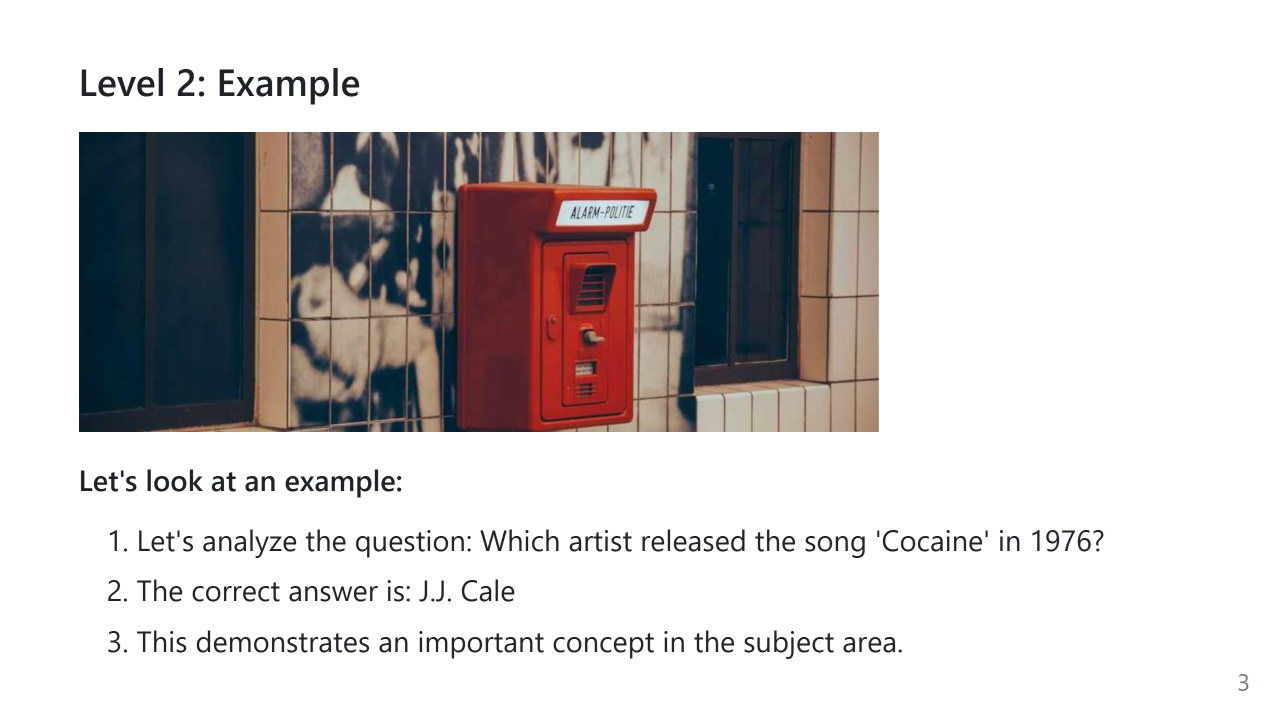 Level 2: Example
ALARM-POLITIE
Let's look at an example:
1. Let's analyze the question: Which artist released the song 'Cocaine' in 1976?
2. The correct answer is: J.J. Cale
3. This demonstrates an important concept in the subject area.
3